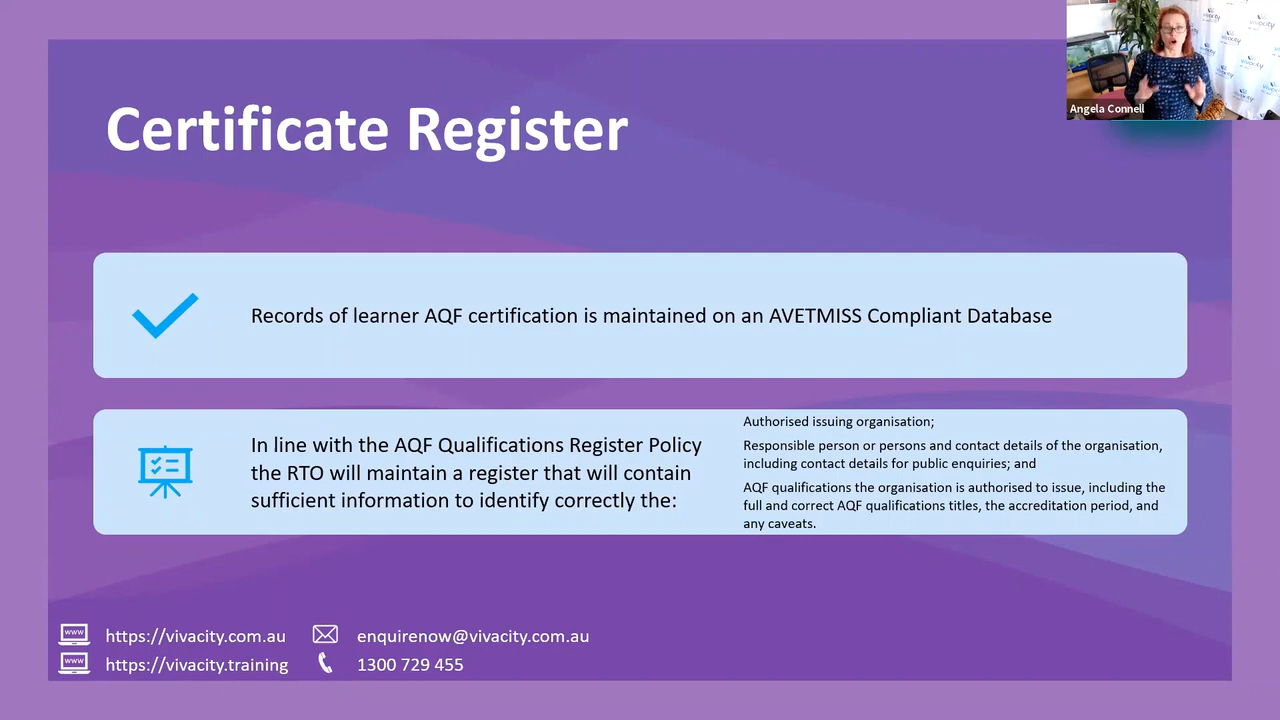 Certificate Register
Angela Connell
Records of learner AQF certification is maintained on an AVETMISS Compliant Database
In line with the AQF Qualifications Register Policy
the RTO will maintain a register that will contain
sufficient information to identify correctly the:
Authorised issuing organisation;
Responsible person or persons and contact details of the organisation,
including contact details for public enquiries; and
AQF qualifications the organisation is authorised to issue, including the
full and correct AQF qualifications titles, the accreditation period, and
any caveats.
www https://vivacity.com.au
enquirenow@vivacity.com.au
www https://vivacity.training
1300 729 455